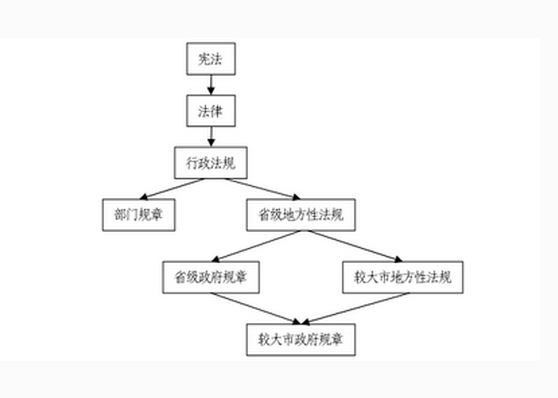 宪法
法律
行政法规
部门规章
省级地方性法规
省级政府规章
较大市地方性法规
较大市政府规章